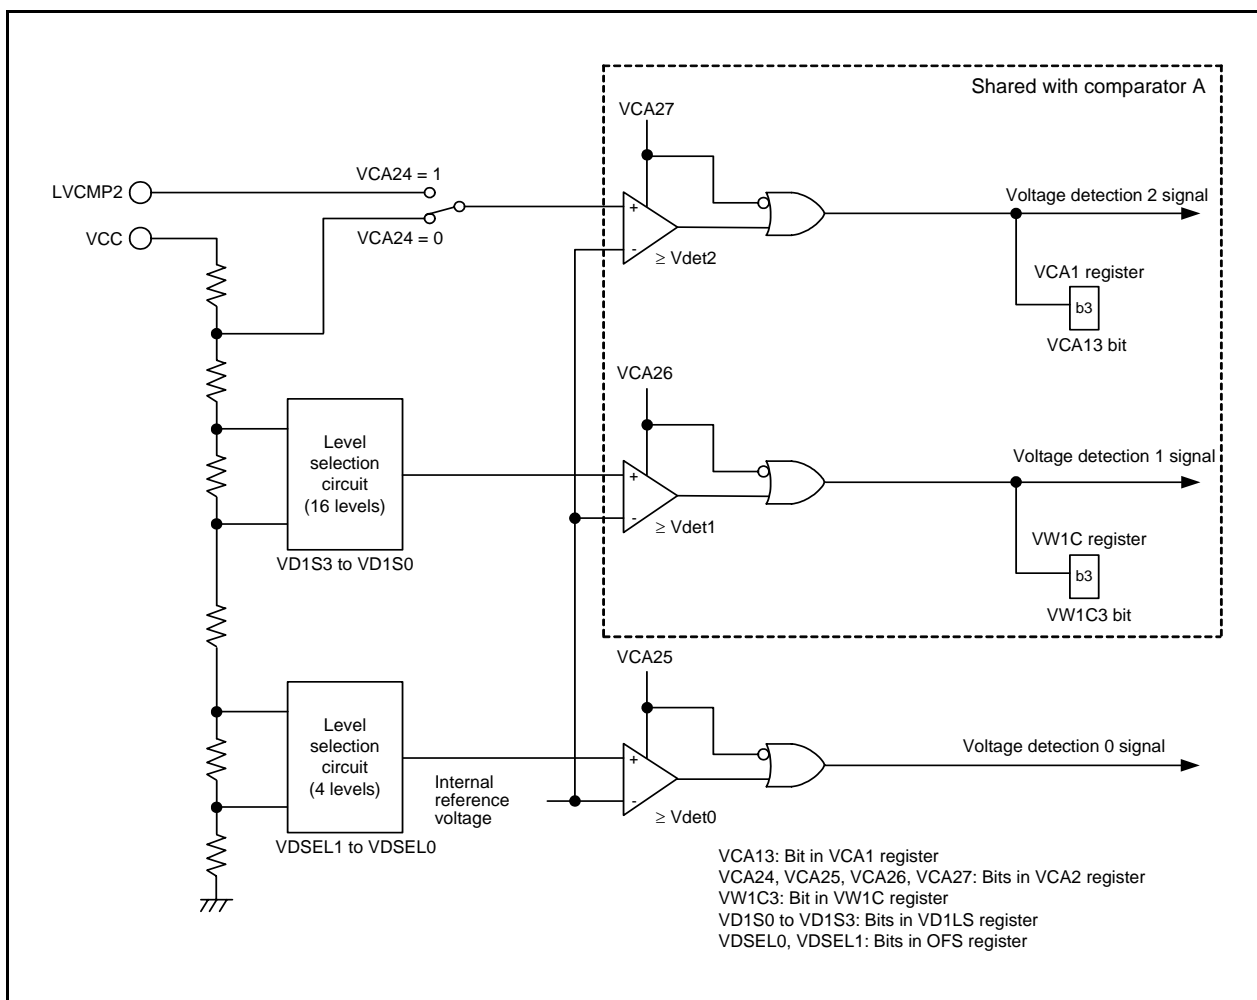 Shared with comparator A
VCA27
VCA24 = 1
LVCMP2
VCC
VCA24 = 0
+
-
≥ Vdet2
Voltage detection 2 signal
VCA1 register
b3
VCA13 bit
VCA26
Level
selection
circuit
(16 levels)
VD1S3 to VD1S0
+
-
≥ Vdet1
Voltage detection 1 signal
VW1C register
b3
VW1C3 bit
VCA25
Level
selection
circuit
(4 levels)
VDSEL1 to VDSEL0
Internal
reference
voltage
+
-
≥ Vdet0
Voltage detection 0 signal
VCA13: Bit in VCA1 register
VCA24, VCA25, VCA26, VCA27: Bits in VCA2 register
VW1C3: Bit in VW1C register
VD1S0 to VD1S3: Bits in VD1LS register
VDSEL0, VDSEL1: Bits in OFS register